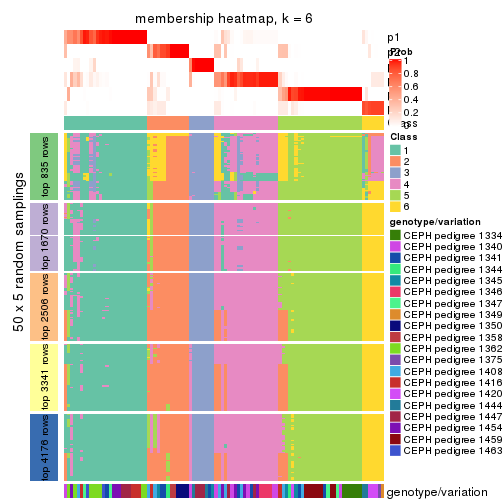 membership heatmap, k = 6
p1
p2
Prob
1
0.8
0.6
0.4
0.2
0
Class
1
2
3
4
5
6
genotype/variation
CEPH pedigree 1334
CEPH pedigree 1340
CEPH pedigree 1341
CEPH pedigree 1344
CEPH pedigree 1345
CEPH pedigree 1346
CEPH pedigree 1347
CEPH pedigree 1349
CEPH pedigree 1350
CEPH pedigree 1358
CEPH pedigree 1362
CEPH pedigree 1375
CEPH pedigree 1408
CEPH pedigree 1416
CEPH pedigree 1420
CEPH pedigree 1444
CEPH pedigree 1447
CEPH pedigree 1454
CEPH pedigree 1459
CEPH pedigree 1463
50 x 5 random samplings
top 835 rows
top 1670 rows
top 2506 rows
top 3341 rows
top 4176 rows
genotype/variation